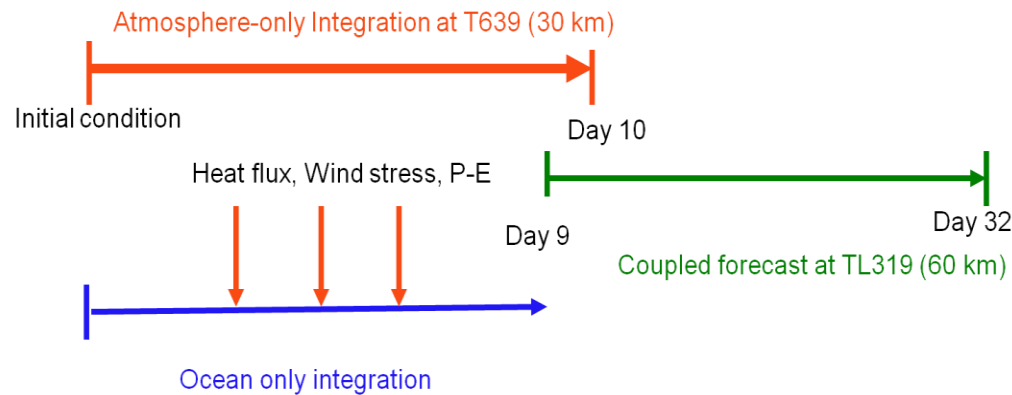 Atmosphere-only Integration at T639 (30 km)
Initial condition
Day 10
Heat flux, Wind stress, P-E
Day 9
Day 32
Coupled forecast at TL319 (60 km)
Ocean only integration